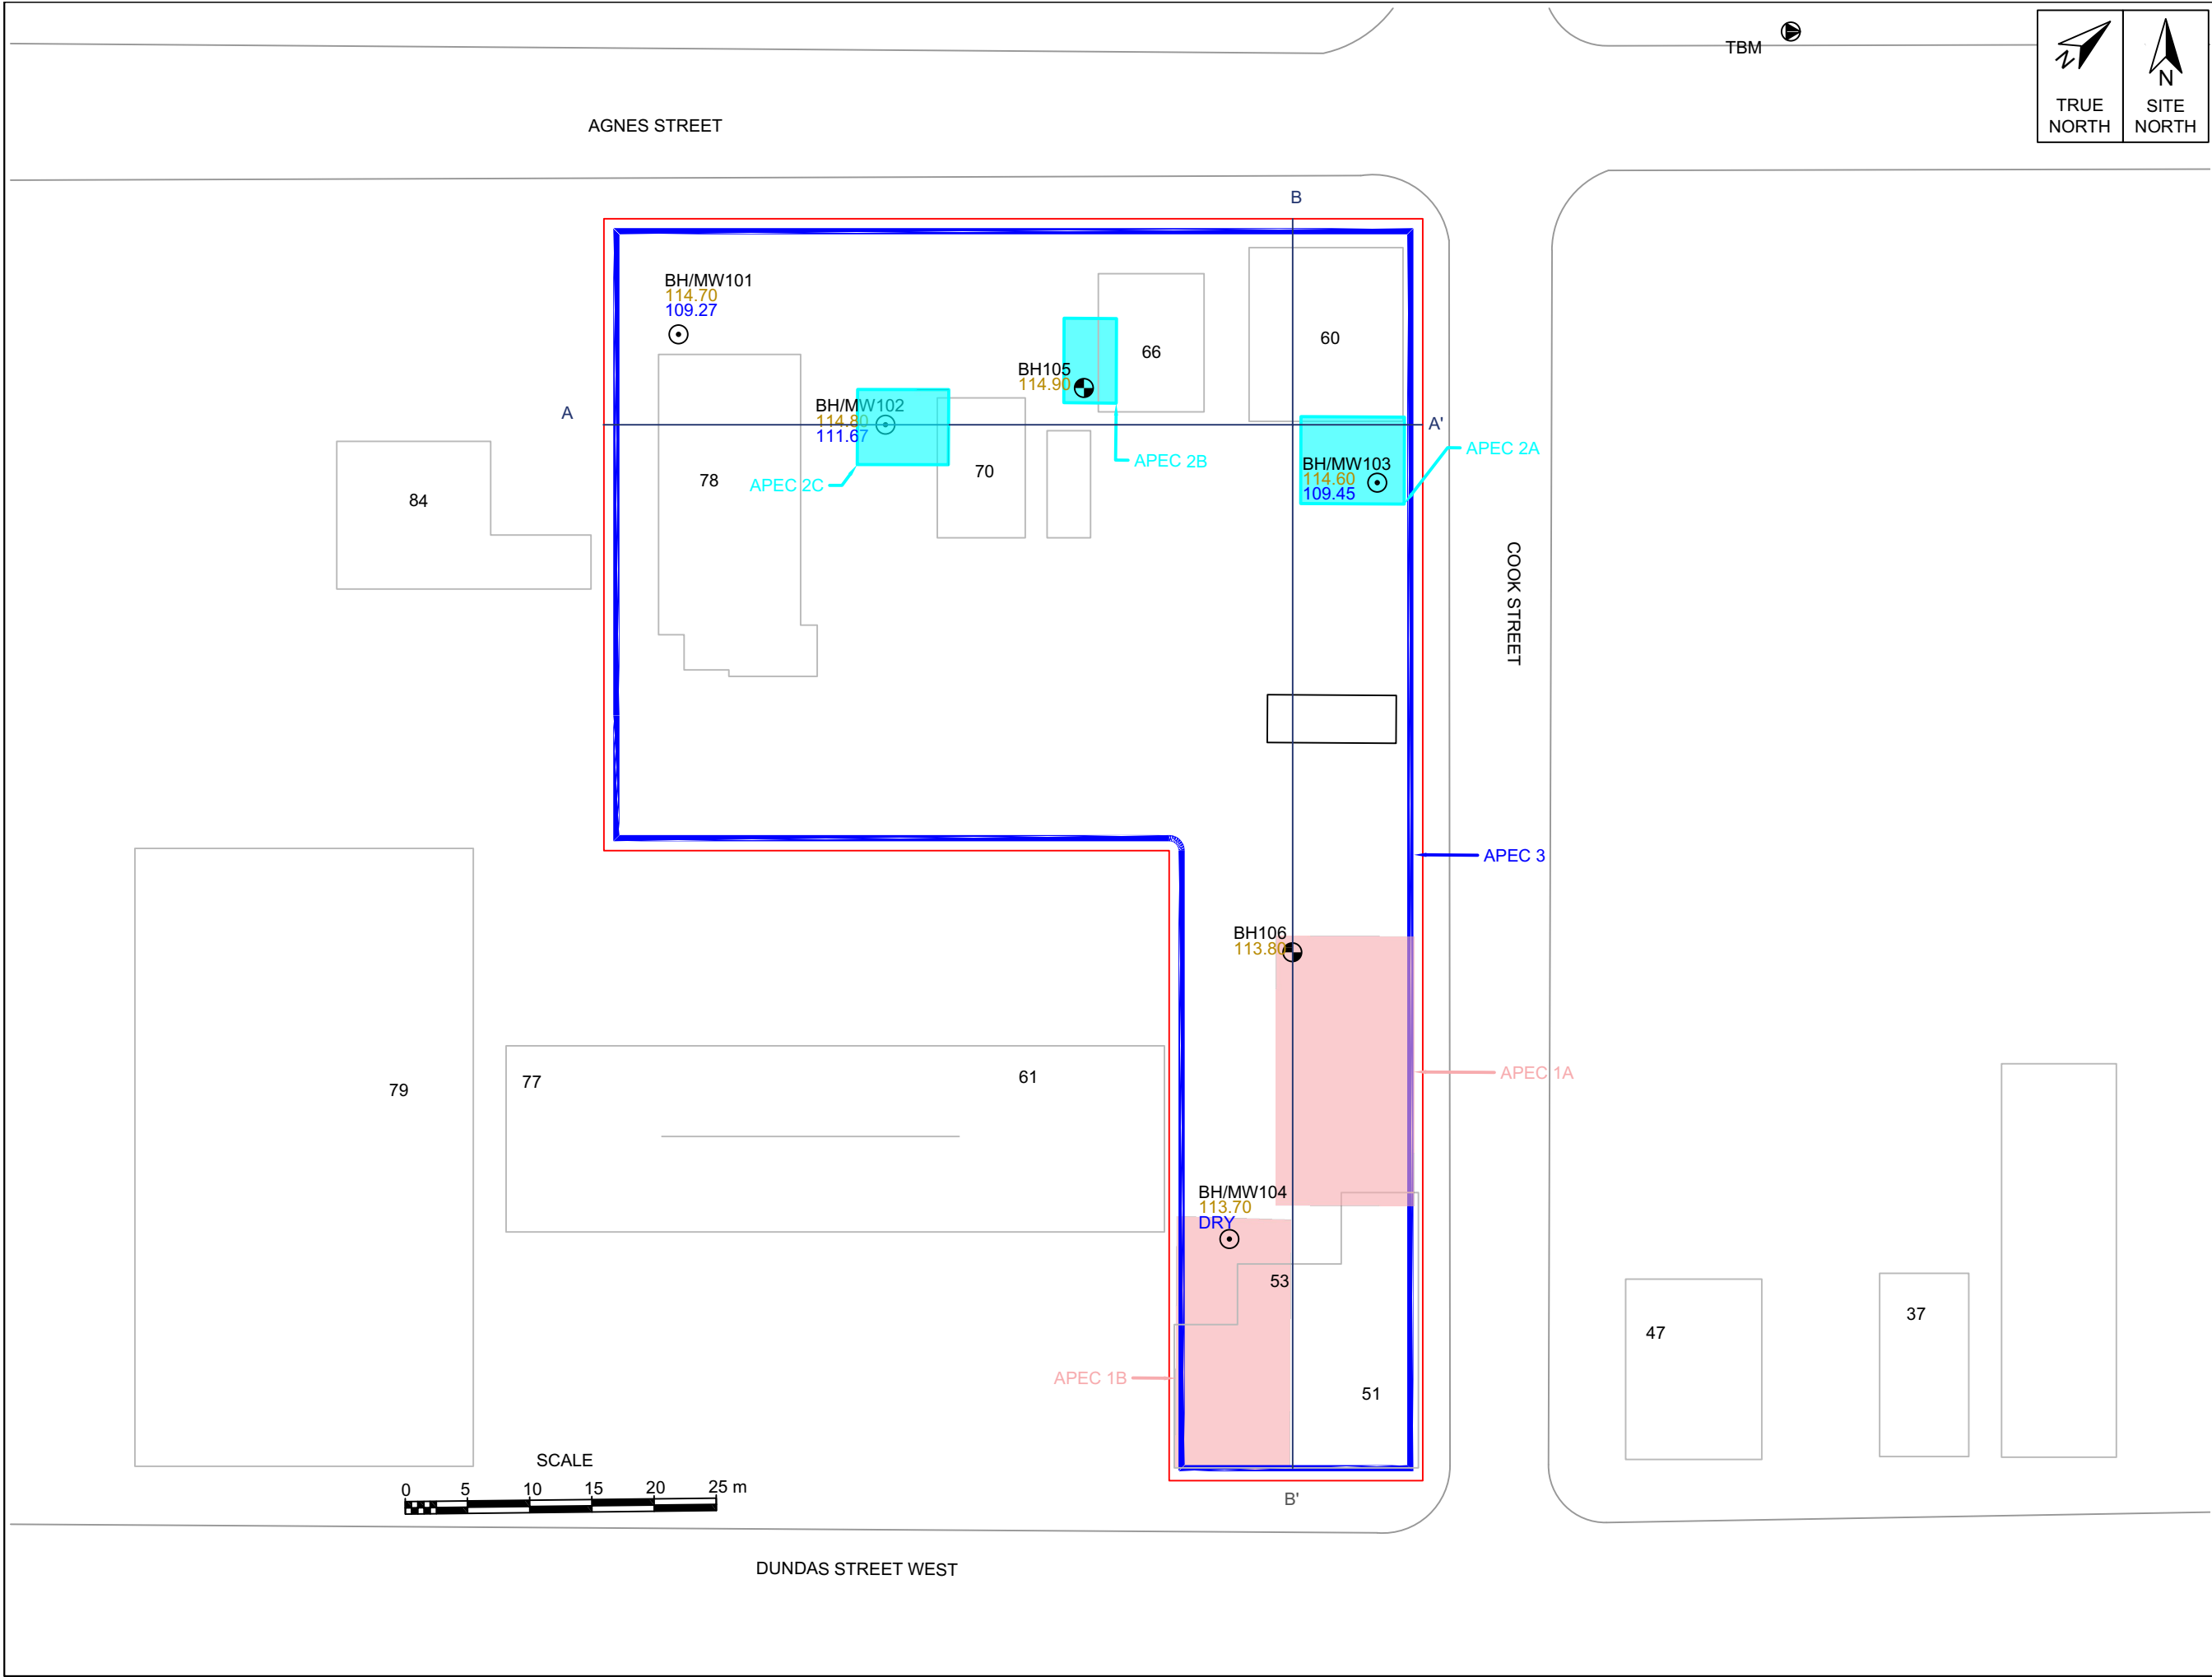 TBM
N
TRUE
NORTH
N
SITE
NORTH
AGNES STREET
B
BH/MW101
114.70
109.27
60
66
BH105
114.90
BH/MW102
114.80
111.67
A
A'
APEC 2A
APEC 2B
BH/MW103
114.60
109.45
70
78
APEC 2C
84
COOK STREET
APEC 3
BH106
113.80
APEC 1A
61
77
79
BH/MW104
113.70
DRY
53
37
47
APEC 1B
51
SCALE
0 5 10 15 20 25 m
B'
DUNDAS STREET WEST